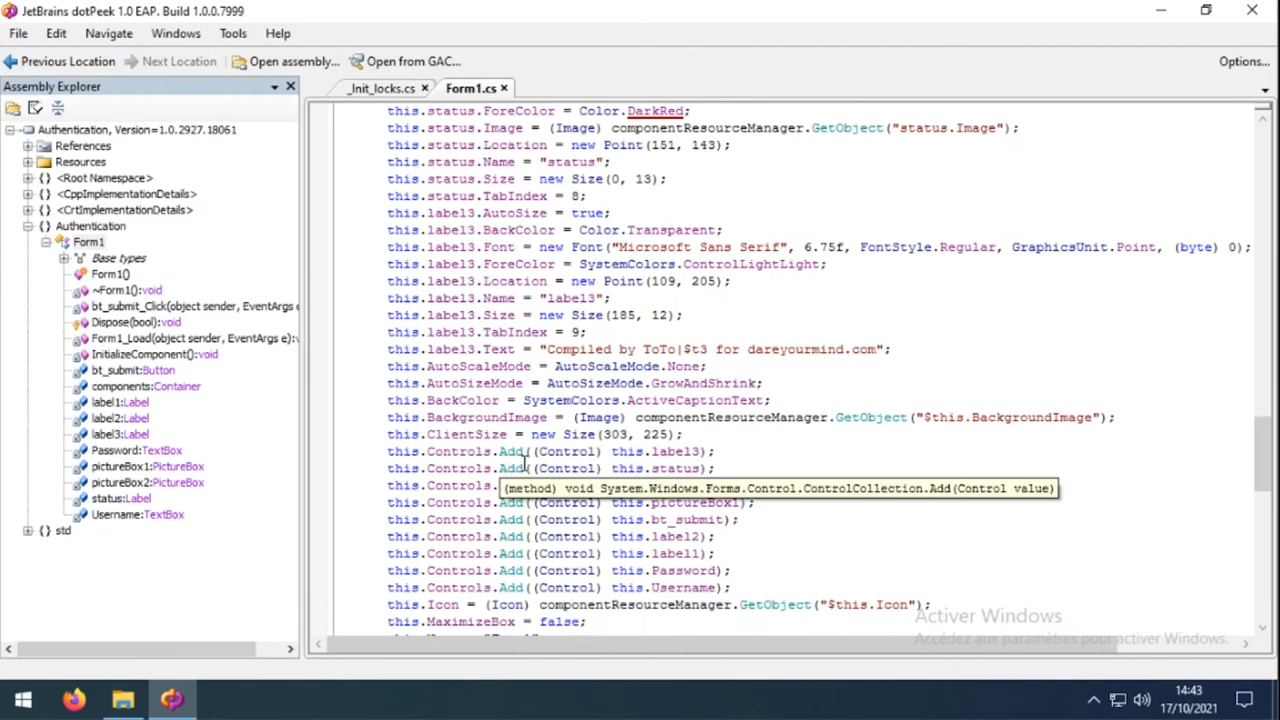 JetBrains dotPeek 1.0 EAP. Build 1.0.0.7999
File Edit Navigate Windows Tools Help
Previous Location Next Location Open assembly... Open from GAC... Options...
Assembly Explorer
Authentication, Version=1.0.2927.18061
References
Resources
{} <Root Namespace>
{} <CppImplementationDetails>
{} <CrtImplementationDetails>
{} Authentication
Form1
Base types
Form1()
~Form1():void
bt_submit_Click(object sender, EventArgs e
Dispose(bool):void
Form1_Load(object sender, EventArgs e):v
InitializeComponent():void
bt_submit:Button
components:Container
label1:Label
label2:Label
label3:Label
Password:TextBox
pictureBox1:PictureBox
pictureBox2:PictureBox
status:Label
Username:TextBox
{} std
_Init_locks.cs Form1.cs
this.status.ForeColor = Color.DarkRed;
this.status.Image = (Image) componentResourceManager.GetObject("status.Image");
this.status.Location = new Point(151, 143);
this.status.Name = "status";
this.status.Size = new Size(0, 13);
this.status.TabIndex = 8;
this.label3.AutoSize = true;
this.label3.BackColor = Color.Transparent;
this.label3.Font = new Font("Microsoft Sans Serif", 6.75f, FontStyle.Regular, GraphicsUnit.Point, (byte) 0);
this.label3.ForeColor = SystemColors.ControlLightLight;
this.label3.Location = new Point(109, 205);
this.label3.Name = "label3";
this.label3.Size = new Size(185, 12);
this.label3.TabIndex = 9;
this.label3.Text = "Compiled by ToTo|$t3 for dareyourmind.com";
this.AutoScaleMode = AutoScaleMode.None;
this.AutoSizeMode = AutoSizeMode.GrowAndShrink;
this.BackColor = SystemColors.ActiveCaptionText;
this.BackgroundImage = (Image) componentResourceManager.GetObject("$this.BackgroundImage");
this.ClientSize = new Size(303, 225);
this.Controls.Add((Control) this.label3);
this.Controls.Add((Control) this.status);
this.Controls.
(method) void System.Windows.Forms.Control.ControlCollection.Add(Control value)
this.Controls.Add((Control) this.pictureBox1);
this.Controls.Add((Control) this.bt_submit);
this.Controls.Add((Control) this.label2);
this.Controls.Add((Control) this.label1);
this.Controls.Add((Control) this.Password);
this.Controls.Add((Control) this.Username);
this.Icon = (Icon) componentResourceManager.GetObject("$this.Icon");
this.MaximizeBox = false;
Activer Windows
Accédez aux paramètres pour activer Windows.
14:43
17/10/2021